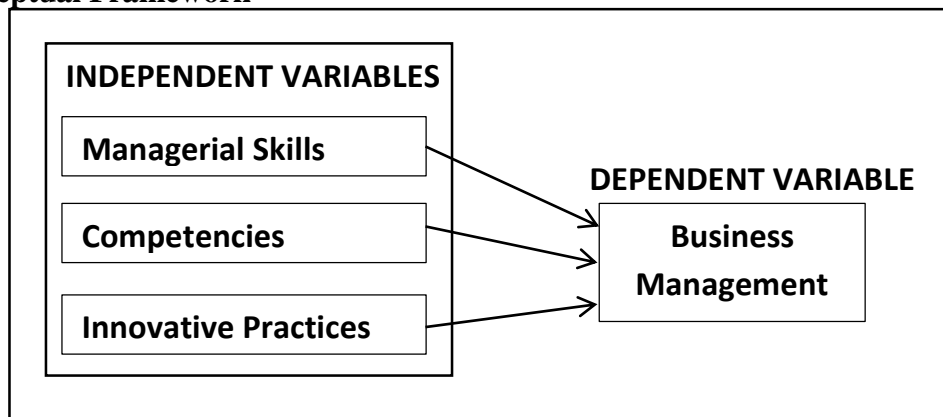 INDEPENDENT VARIABLES
Managerial Skills
Competencies
Innovative Practices
DEPENDENT VARIABLE
Business
Management